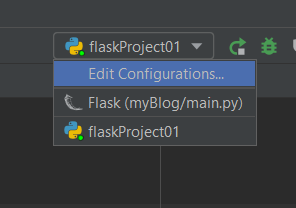 flaskProject01
Edit Configurations...
Flask (myBlog/main.py)
flaskProject01